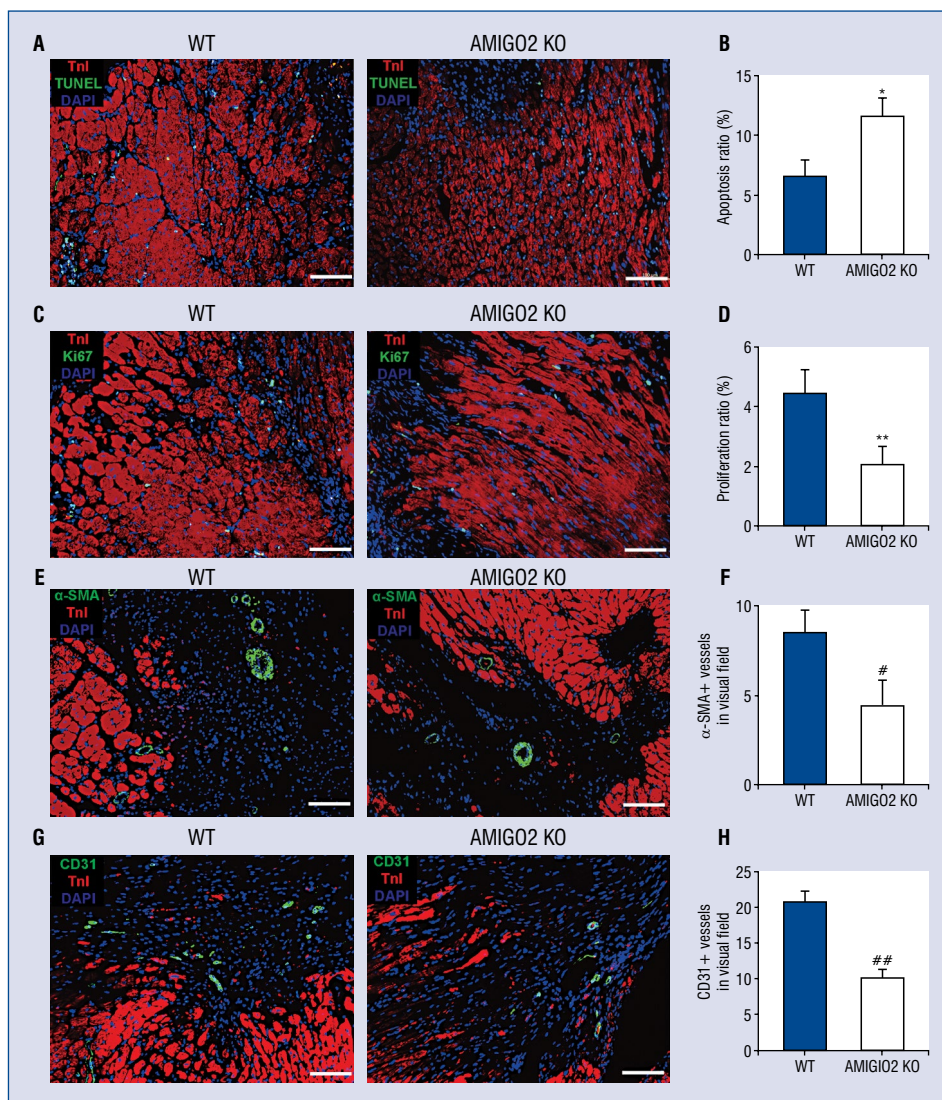 A
WT
AMIGO2 KO
B
TnI
TUNEL
DAPI
TnI
TUNEL
DAPI
Apoptosis ratio (%)
15
10
5
0
*
WT
AMIGO2 KO
C
WT
AMIGO2 KO
D
TnI
Ki67
DAPI
TnI
Ki67
DAPI
Proliferation ratio (%)
6
4
2
0
**
WT
AMIGO2 KO
E
WT
AMIGO2 KO
F
α-SMA
TnI
DAPI
α-SMA
TnI
DAPI
α-SMA+ vessels
in visual field
10
5
0
#
WT
AMIGO2 KO
G
WT
AMIGO2 KO
H
CD31
TnI
DAPI
CD31
TnI
DAPI
CD31+ vessels
in visual field
25
20
15
10
5
0
##
WT
AMIGIO2 KO